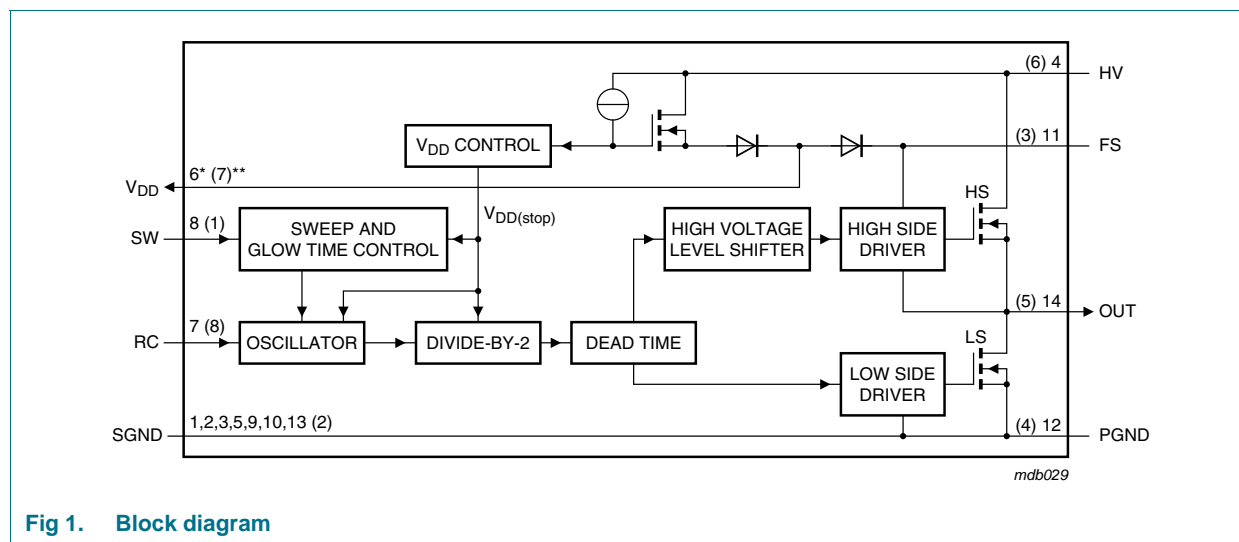 (6) 4
HV
V_DD CONTROL
(3) 11
FS
V_DD
6* (7)**
HS
V_DD(stop)
SW
8 (1)
SWEEP AND
GLOW TIME CONTROL
HIGH VOLTAGE
LEVEL SHIFTER
HIGH SIDE
DRIVER
(5) 14
OUT
RC
7 (8)
OSCILLATOR
DIVIDE-BY-2
DEAD TIME
LS
LOW SIDE
DRIVER
SGND
1,2,3,5,9,10,13 (2)
(4) 12
PGND
mdb029
Fig 1. Block diagram